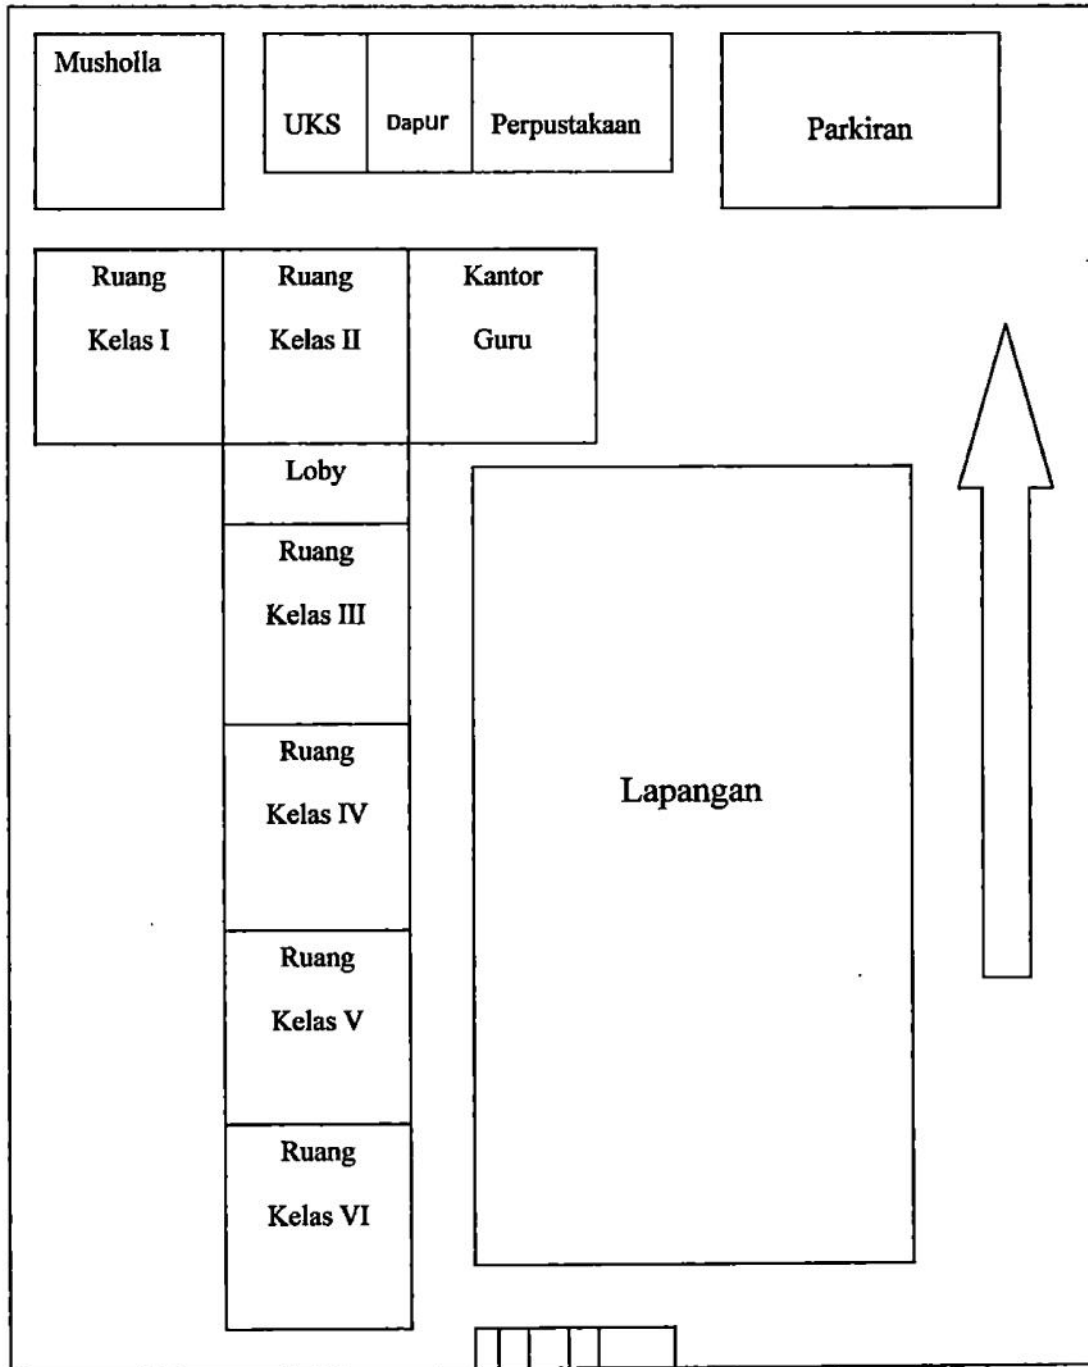 Musholla
UKS
Dapur
Perpustakaan
Parkiran
Ruang
Kelas I
Ruang
Kelas II
Kantor
Guru
Loby
Ruang
Kelas III
Ruang
Kelas IV
Lapangan
Ruang
Kelas V
Ruang
Kelas VI